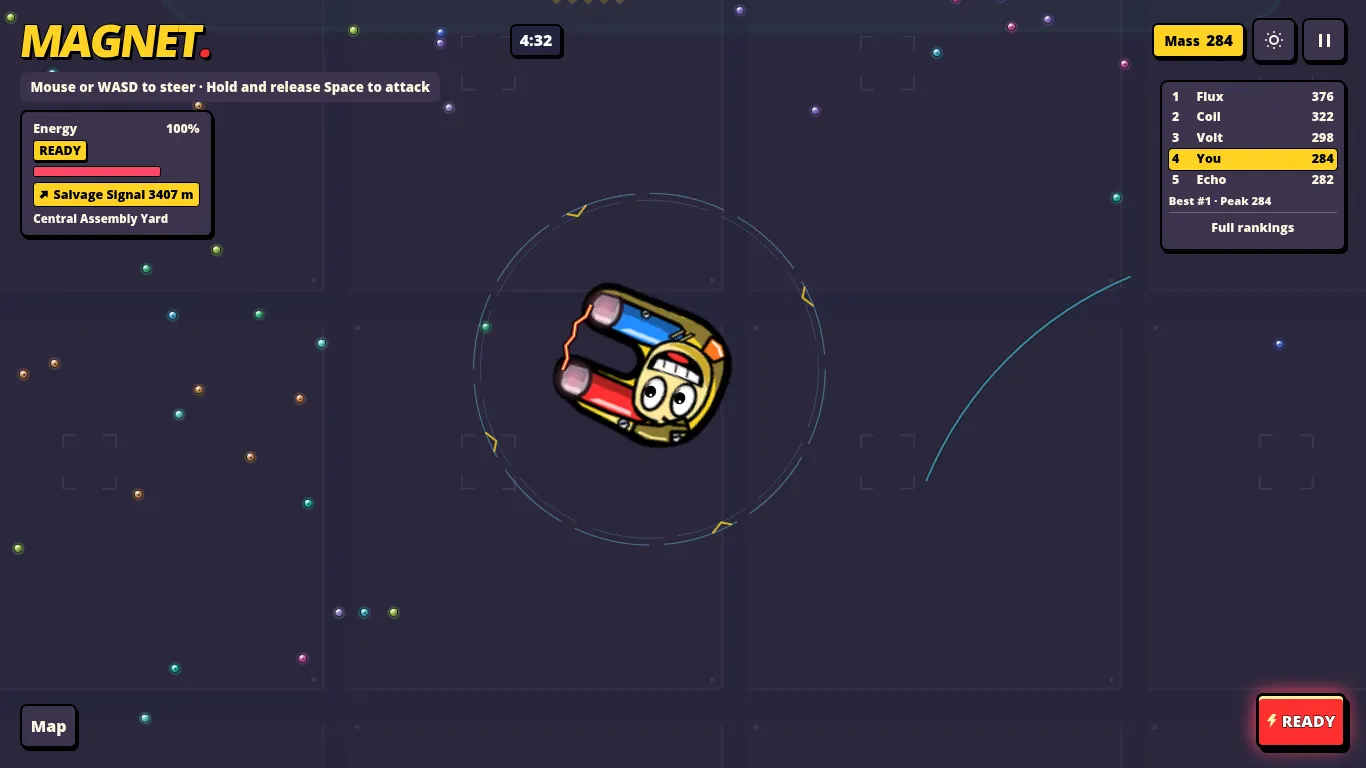 MAGNET.
4:32
Mass 284
Mouse or WASD to steer · Hold and release Space to attack
Energy 100%
READY
Salvage Signal 3407 m
Central Assembly Yard
1 Flux 376
2 Coil 322
3 Volt 298
4 You 284
5 Echo 282
Best #1 · Peak 284
Full rankings
Map
READY